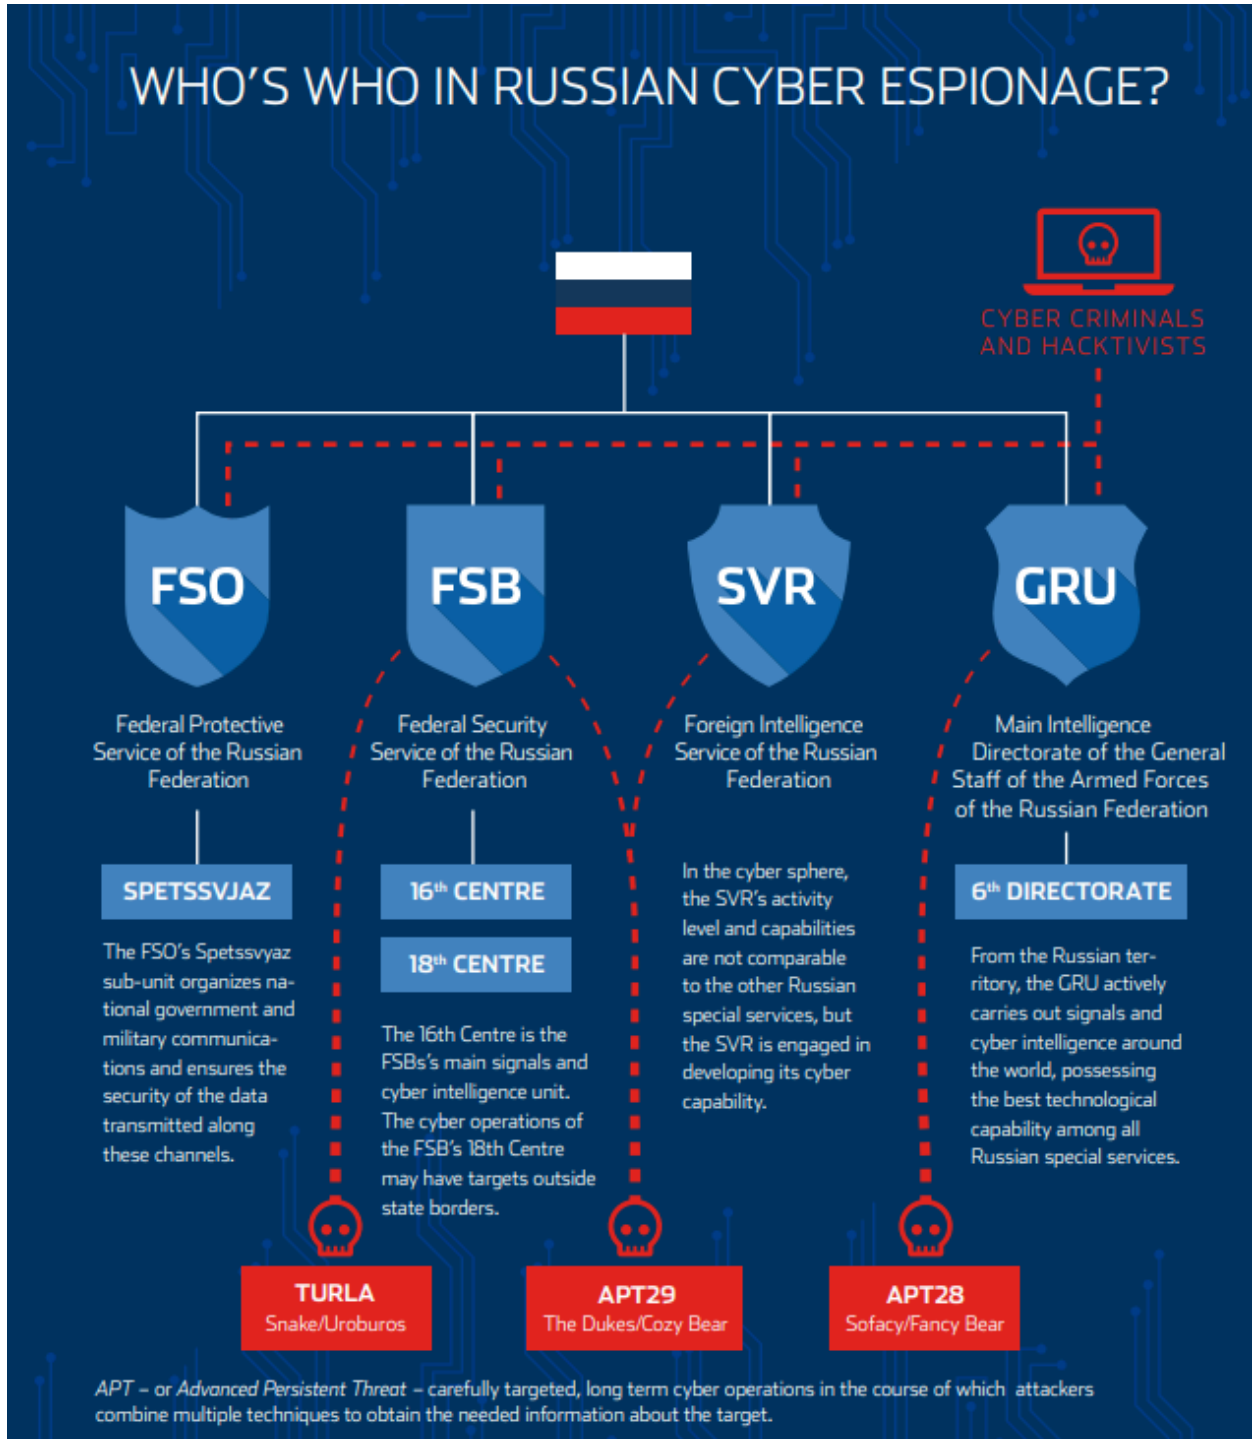 WHO'S WHO IN RUSSIAN CYBER ESPIONAGE?
CYBER CRIMINALS
AND HACKTIVISTS
FSO
Federal Protective
Service of the Russian
Federation
SPETSSVJAZ
The FSO's Spetssvyaz
sub-unit organizes na-
tional government and
military communica-
tions and ensures the
security of the data
transmitted along
these channels.
FSB
Federal Security
Service of the Russian
Federation
16th CENTRE
18th CENTRE
The 16th Centre is the
FSBs's main signals and
cyber intelligence unit.
The cyber operations of
the FSB's 18th Centre
may have targets outside
state borders.
SVR
Foreign Intelligence
Service of the Russian
Federation
In the cyber sphere,
the SVR's activity
level and capabilities
are not comparable
to the other Russian
special services, but
the SVR is engaged in
developing its cyber
capability.
GRU
Main Intelligence
Directorate of the General
Staff of the Armed Forces
of the Russian Federation
6th DIRECTORATE
From the Russian ter-
ritory, the GRU actively
carries out signals and
cyber intelligence around
the world, possessing
the best technological
capability among all
Russian special services.
TURLA
Snake/Uroburos
APT29
The Dukes/Cozy Bear
APT28
Sofacy/Fancy Bear
APT – or Advanced Persistent Threat – carefully targeted, long term cyber operations in the course of which attackers
combine multiple techniques to obtain the needed information about the target.